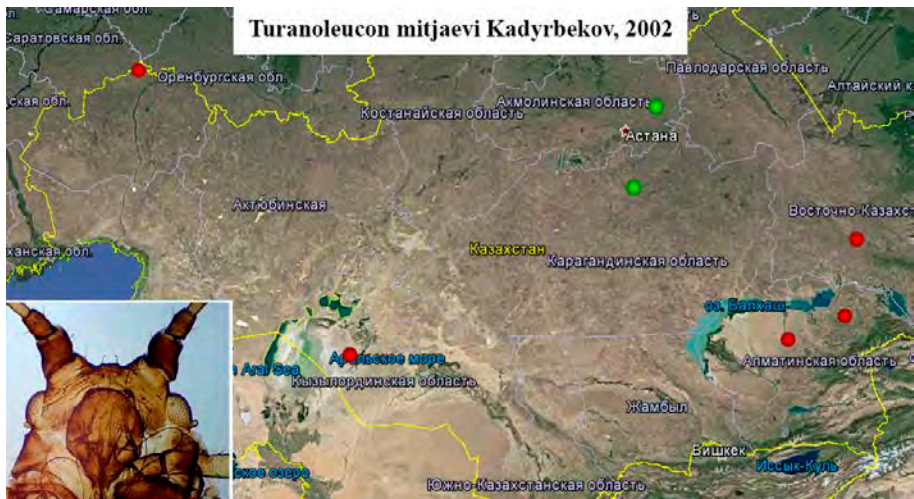 Turanoleucon mitjaevi Kadyrbekov, 2002
Самарская обл.
Саратовская обл.
Оренбургская обл.
ская обл.
Павлодарская область
Алтайский к
Акмолинская область
Костанайская область
Астана
Актюбинская
Восточно-Казахст
ханская обл.
Казахстан
Карагандинская область
оз. Балхаш
Аральское море
n Aral Sea
Кызылординская область
Алматинская область
Жамбыл
Бишкек
Иссык-Куль
ское озеро
Южно-Казахстанская область